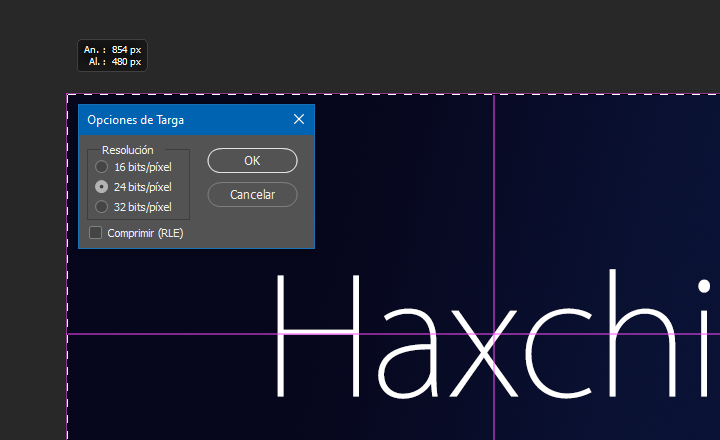 An. : 854 px
Al. : 480 px
Opciones de Targa
Resolución
16 bits/píxel
24 bits/píxel
32 bits/píxel
Comprimir (RLE)
OK
Cancelar
Haxchi